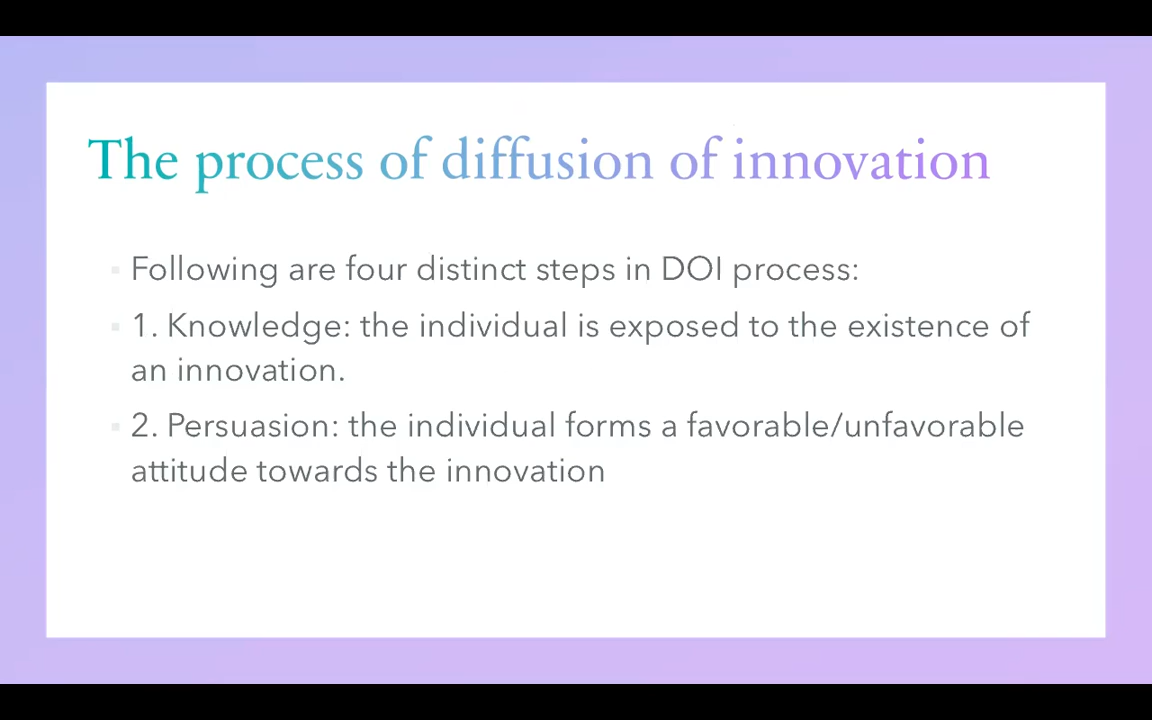 The process of diffusion of innovation
Following are four distinct steps in DOI process:
1. Knowledge: the individual is exposed to the existence of
an innovation.
2. Persuasion: the individual forms a favorable/unfavorable
attitude towards the innovation